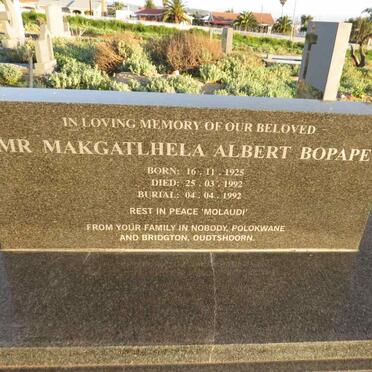 IN LOVING MEMORY OF OUR BELOVED
MR MAKGATLHELA ALBERT BOPAPE
BORN: 16 . 11 . 1925
DIED: 25 . 03 . 1992
BURIAL: 04 . 04 . 1992
REST IN PEACE 'MOLAUDI'
FROM YOUR FAMILY IN NOBODY, POLOKWANE
AND BRIDGTON, OUDTSHOORN.